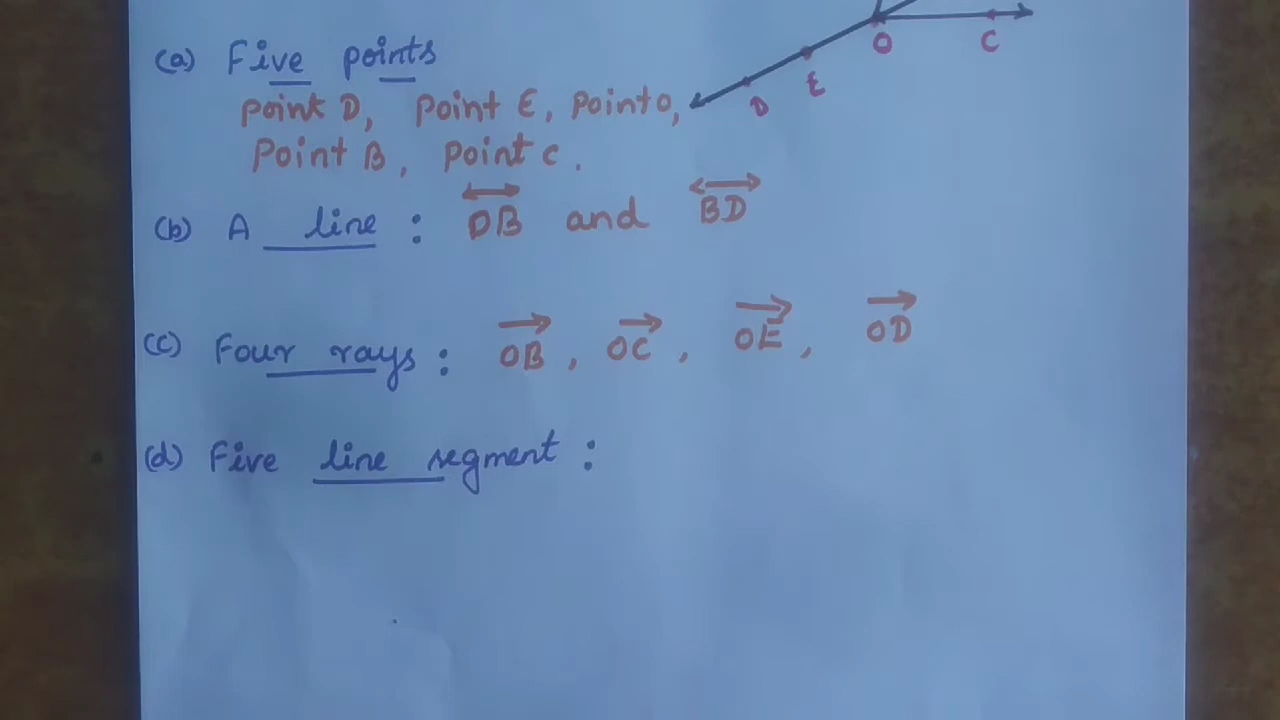 O C
(a) Five points
E
D
Point D, Point E, Point O,
Point B, Point C.
(b) A line : DB and BD
(c) Four rays : OB, OC, OE, OD
(d) Five line segment :